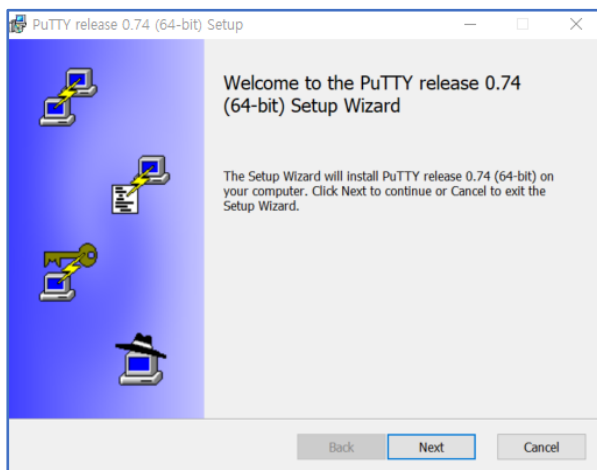 PuTTY release 0.74 (64-bit) Setup
Welcome to the PuTTY release 0.74
(64-bit) Setup Wizard
The Setup Wizard will install PuTTY release 0.74 (64-bit) on
your computer. Click Next to continue or Cancel to exit the
Setup Wizard.
Back
Next
Cancel